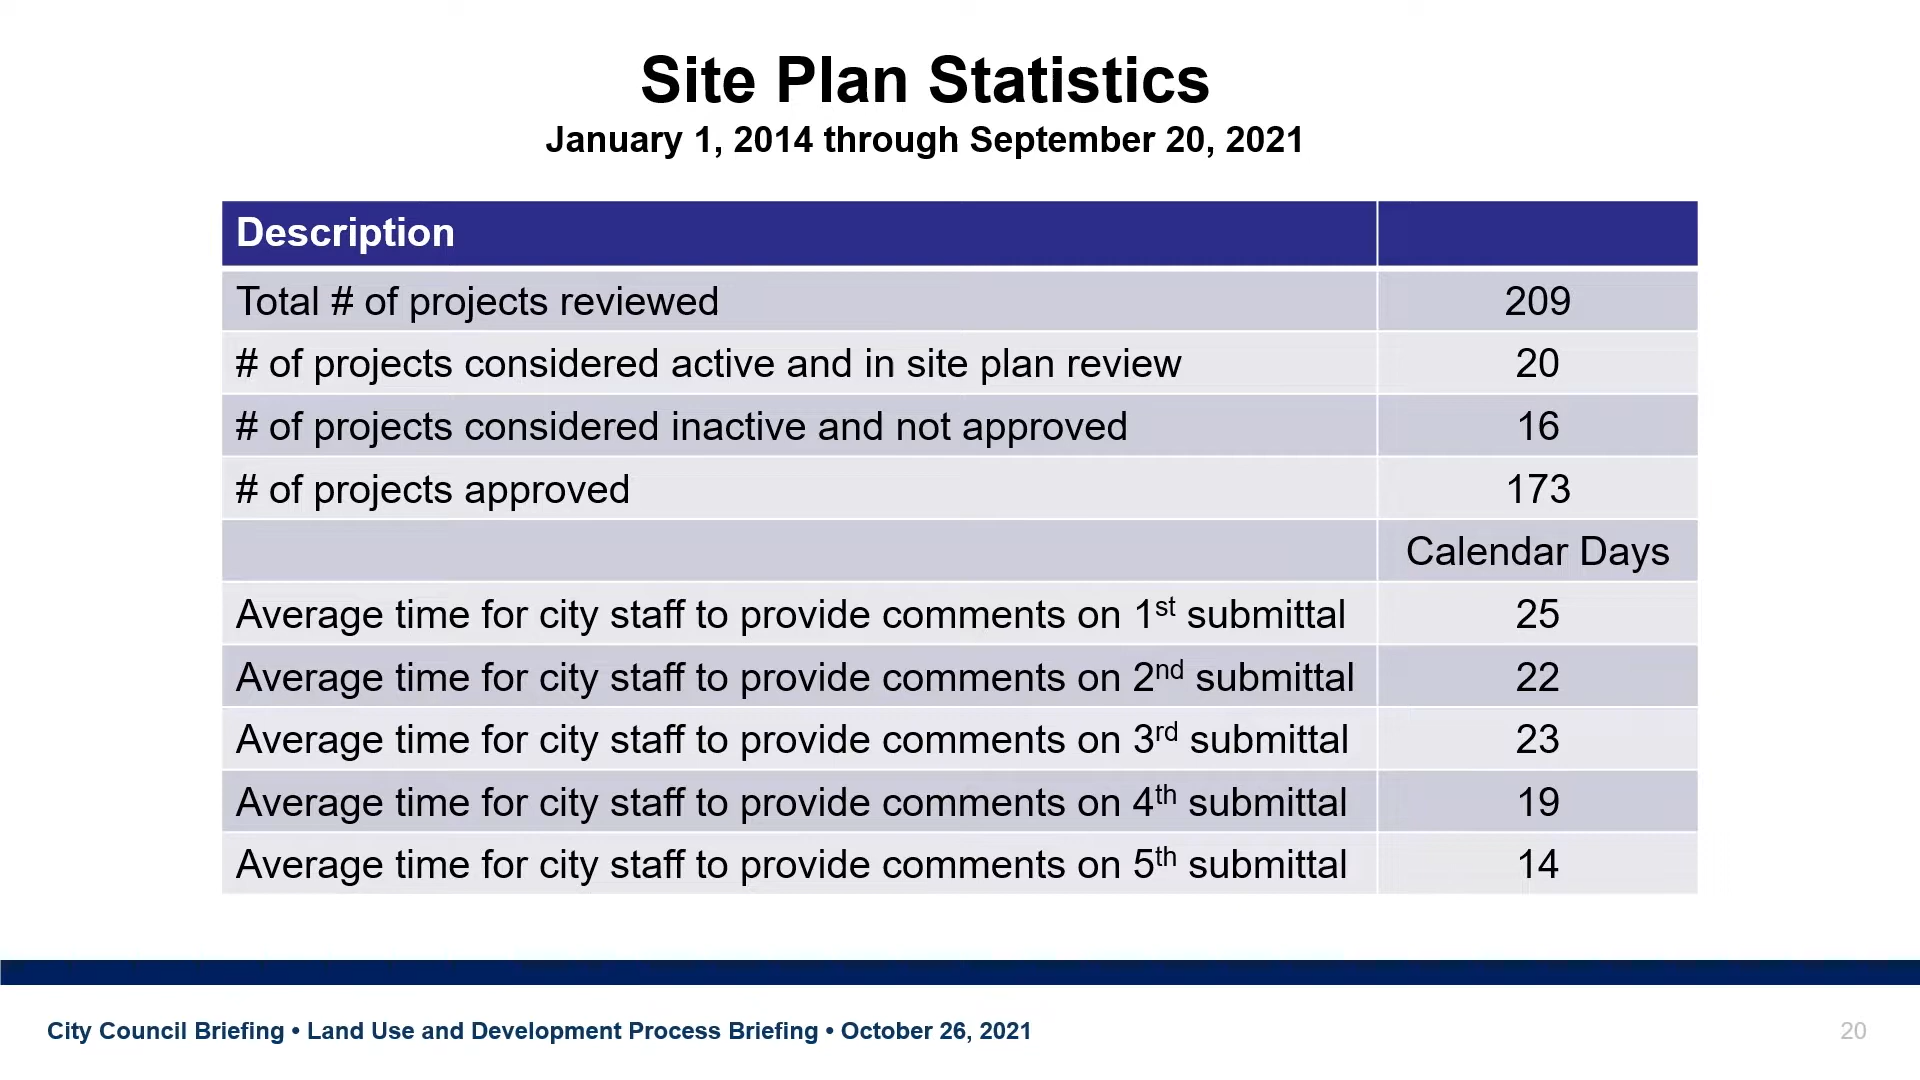 Site Plan Statistics
January 1, 2014 through September 20, 2021
Description
Total # of projects reviewed 209
# of projects considered active and in site plan review 20
# of projects considered inactive and not approved 16
# of projects approved 173
Calendar Days
Average time for city staff to provide comments on 1st submittal 25
Average time for city staff to provide comments on 2nd submittal 22
Average time for city staff to provide comments on 3rd submittal 23
Average time for city staff to provide comments on 4th submittal 19
Average time for city staff to provide comments on 5th submittal 14
City Council Briefing • Land Use and Development Process Briefing • October 26, 2021 20